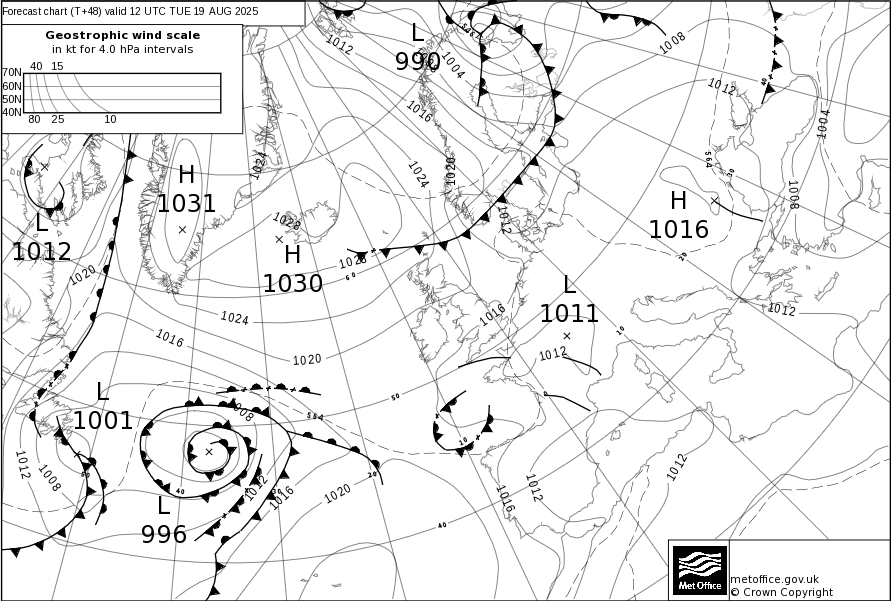 Forecast chart (T+48) valid 12 UTC TUE 19 AUG 2025
Geostrophic wind scale
in kt for 4.0 hPa intervals
40 15
70N
60N
50N
40N
80 25 10
L
990
1012
1004
1008
1012
1016
1004
564
1024
1020
1024
H
1031
1028
1012
1008
H
1016
L
1012
H
1030
1028
60
20
1020
L
1011
1012
1024
1016
1016
10
1020
1012
L
1001
50
0
564
1008
10
1012
1008
1012
1012
1016
1020
1016
1012
20
40
40
L
996
Met Office
metoffice.gov.uk
© Crown Copyright